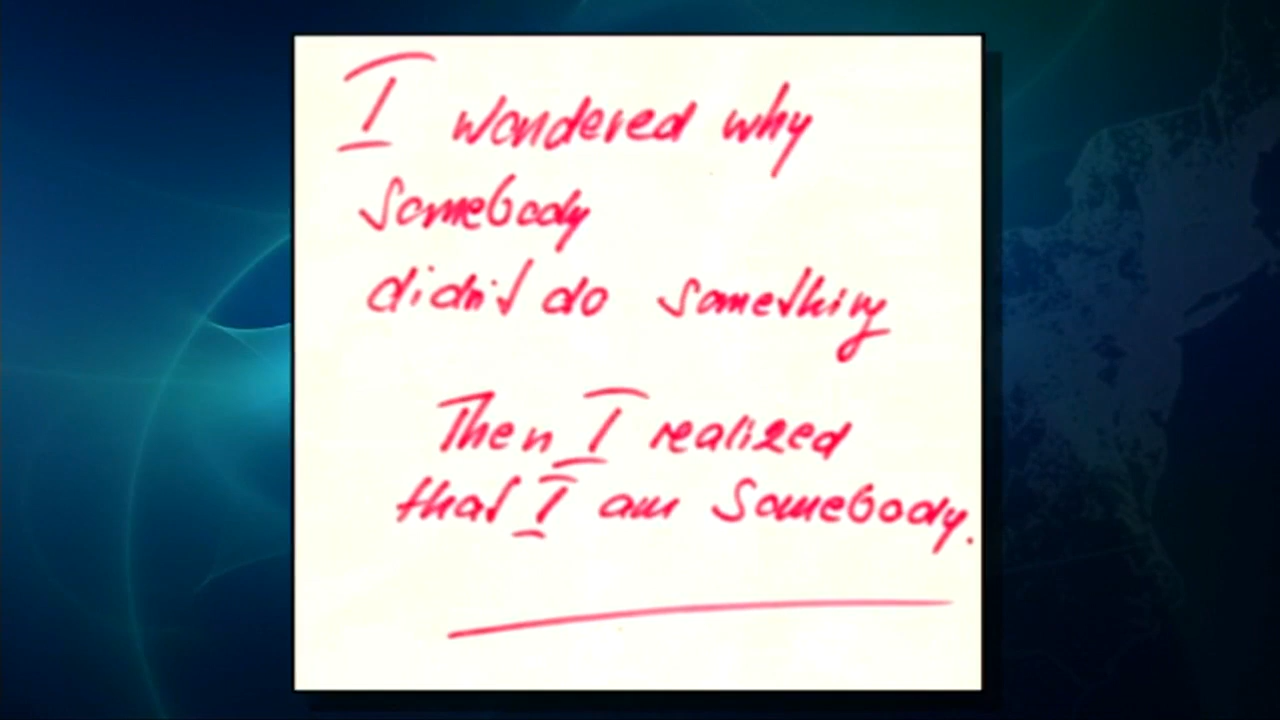 I wondered why
somebody
didn't do something
Then I realized
that I am Somebody.